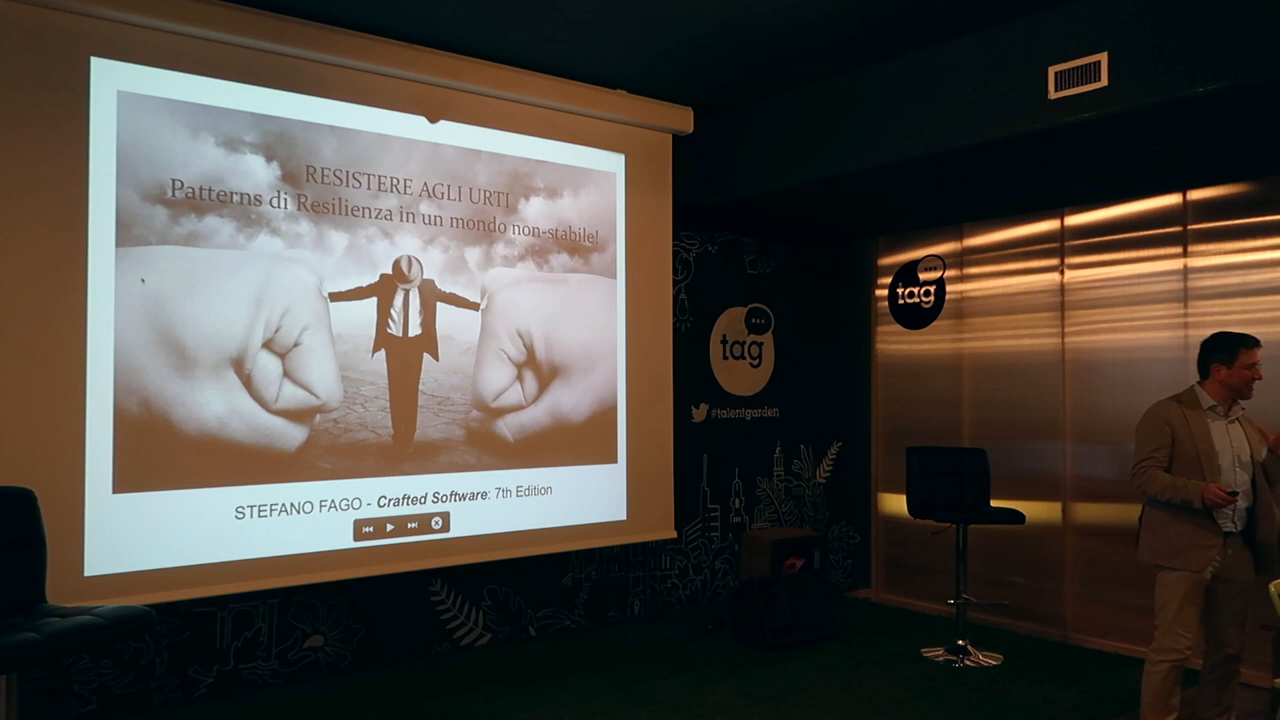 RESISTERE AGLI URTI
Patterns di Resilienza in un mondo non-stabile!
STEFANO FAGO - Crafted Software: 7th Edition
tag
#talentgarden
tag